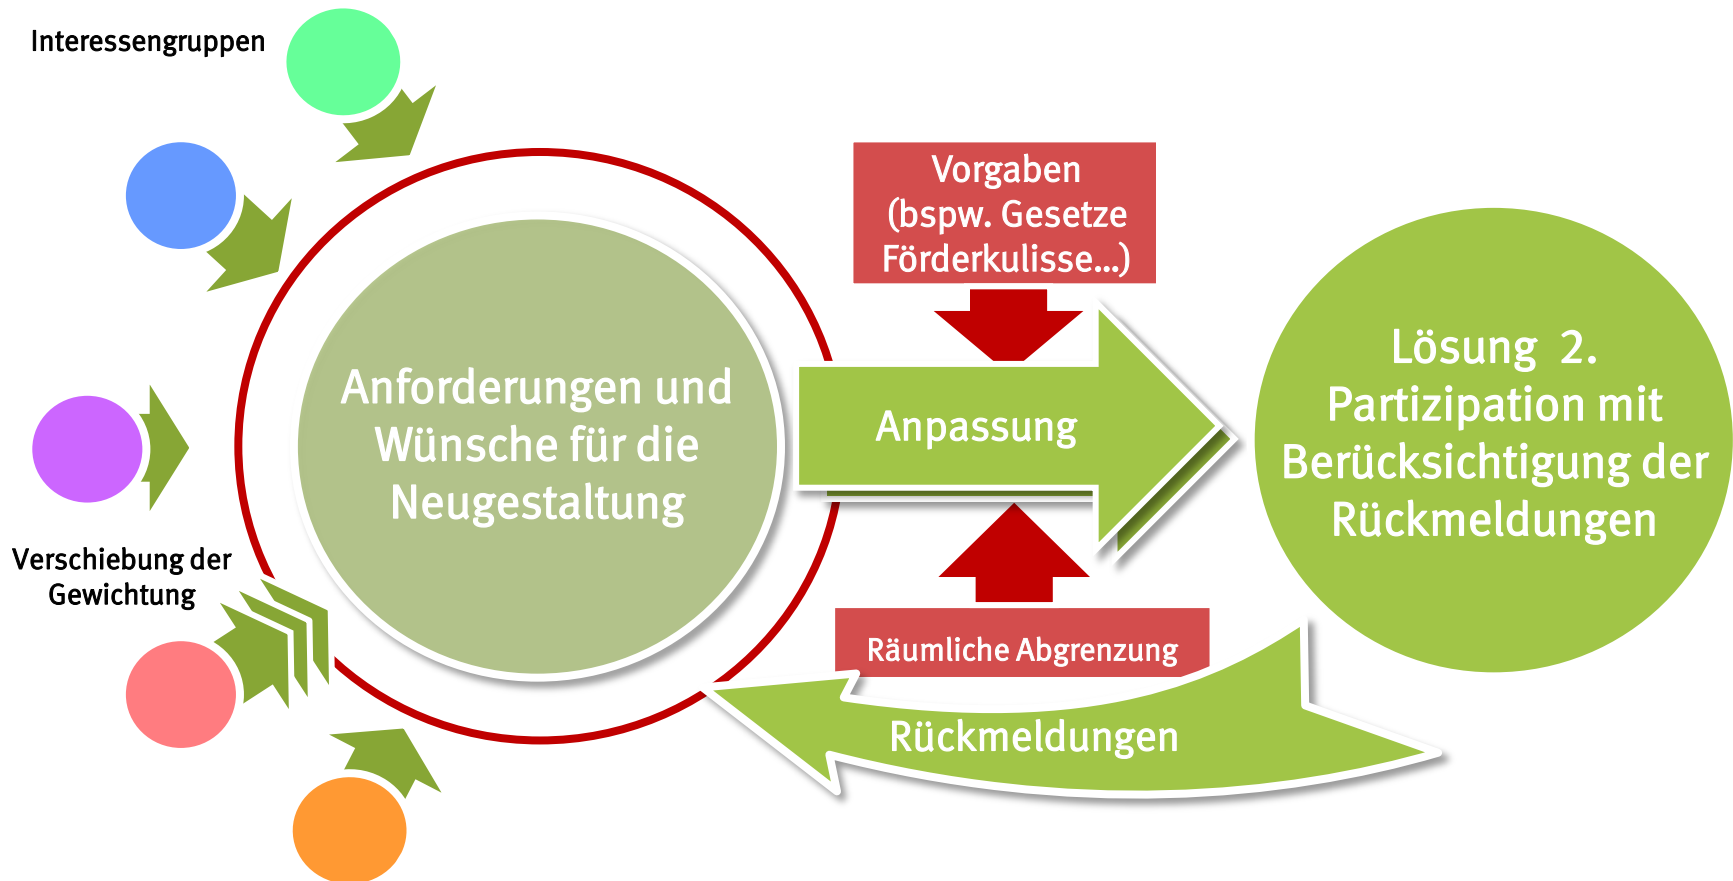 Interessengruppen
Vorgaben
(bspw. Gesetze
Förderkulisse...)
Anforderungen und
Wünsche für die
Neugestaltung
Anpassung
Lösung 2.
Partizipation mit
Berücksichtigung der
Rückmeldungen
Verschiebung der
Gewichtung
Räumliche Abgrenzung
Rückmeldungen